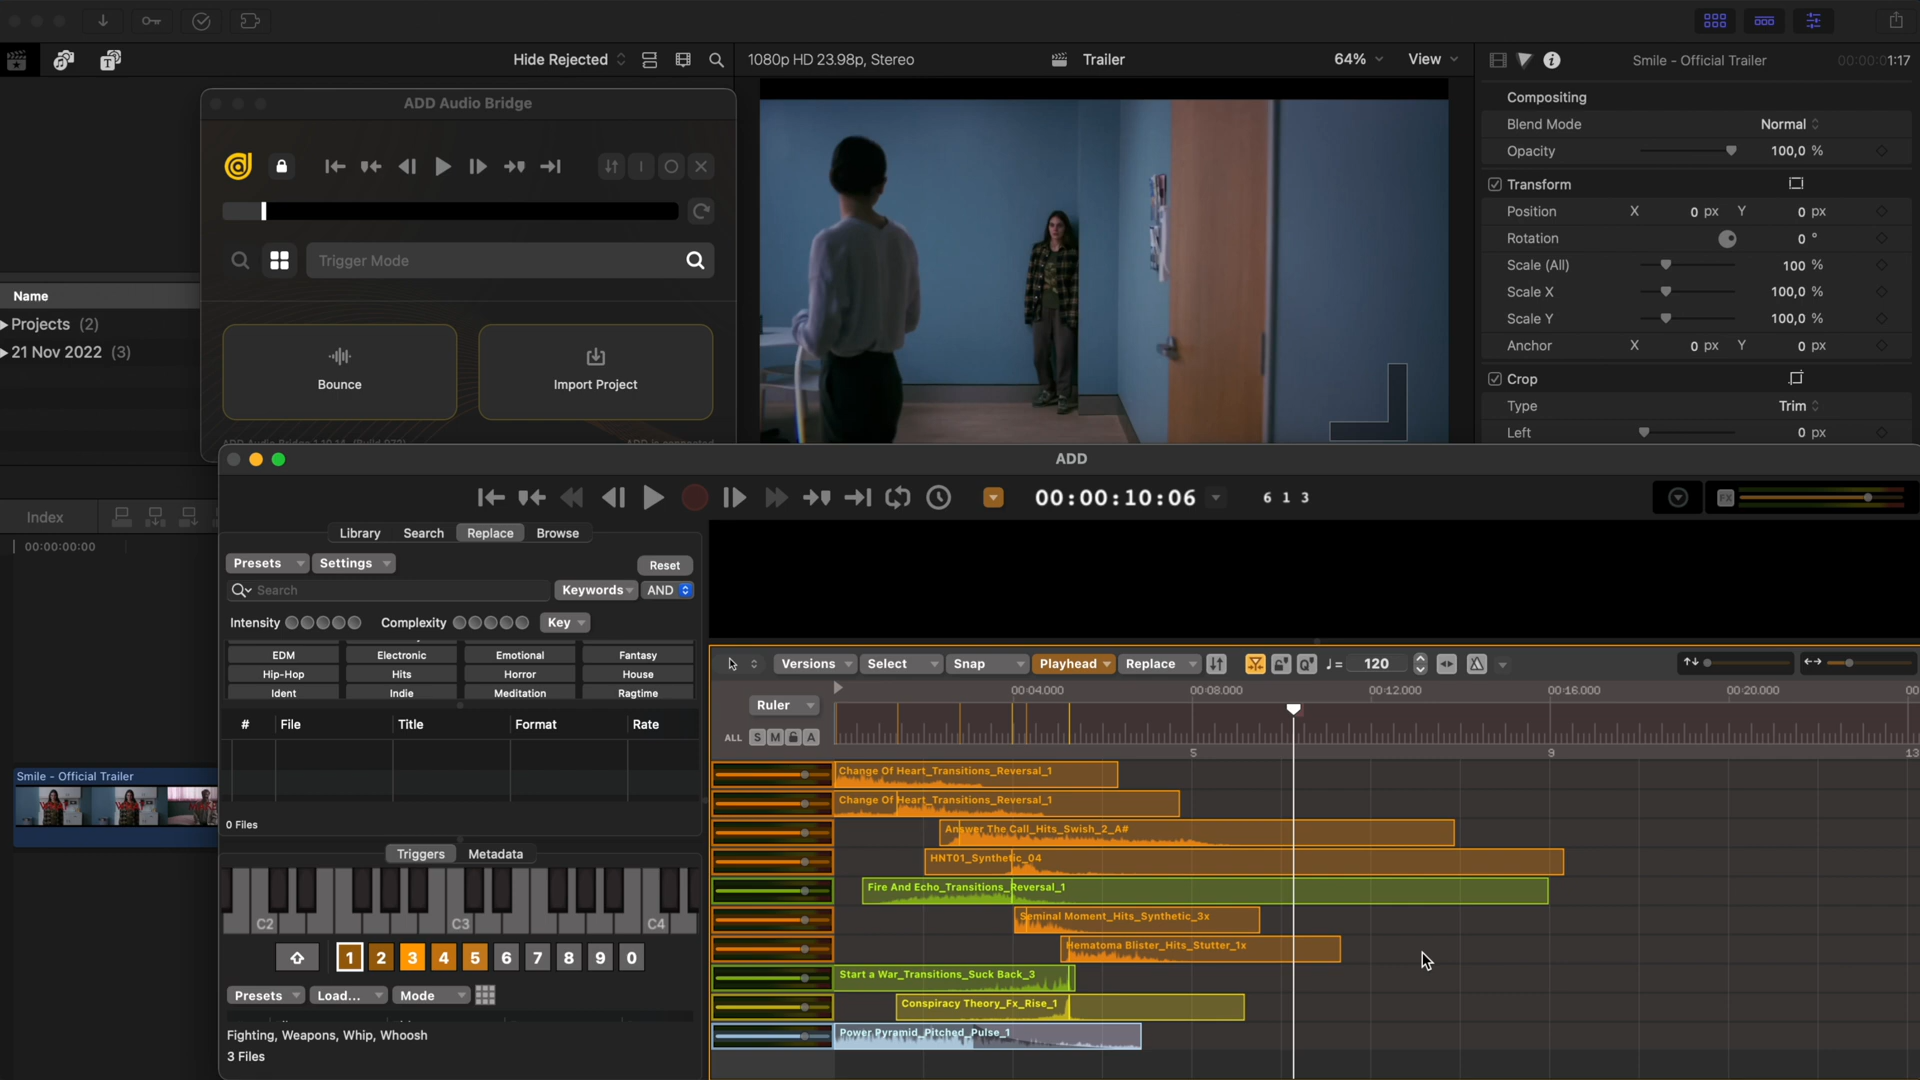 Hide Rejected
1080p HD 23.98p, Stereo
Trailer
64%
View
Smile - Official Trailer
00:00:01:17
ADD Audio Bridge
Trigger Mode
Bounce
Import Project
Name
Projects (2)
21 Nov 2022 (3)
Compositing
Blend Mode Normal
Opacity 100,0 %
Transform
Position X 0 px Y 0 px
Rotation 0 °
Scale (All) 100 %
Scale X 100,0 %
Scale Y 100,0 %
Anchor X 0 px Y 0 px
Crop
Type Trim
Left 0 px
ADD
00:00:10:06
6 1 3
FX
Index
00:00:00:00
Smile - Official Trailer
Library Search Replace Browse
Presets Settings Reset
Search Keywords AND
Intensity Complexity Key
EDM Electronic Emotional Fantasy
Hip-Hop Hits Horror House
Ident Indie Meditation Ragtime
# File Title Format Rate
0 Files
Triggers Metadata
C2 C3 C4
1 2 3 4 5 6 7 8 9 0
Presets Load... Mode
Fighting, Weapons, Whip, Whoosh
3 Files
Versions Select Snap Playhead Replace 120
00:04:000 00:08:000 00:12:000 00:16:000 00:20:000
Ruler
ALL S M A
5 9 13
Change Of Heart_Transitions_Reversal_1
Change Of Heart_Transitions_Reversal_1
Answer The Call_Hits_Swish_2_A#
HNT01_Synthetic_04
Fire And Echo_Transitions_Reversal_1
Seminal Moment_Hits_Synthetic_3x
Hematoma Blister_Hits_Stutter_1x
Start a War_Transitions_Suck Back_3
Conspiracy Theory_Fx_Rise_1
Power Pyramid_Pitched_Pulse_1